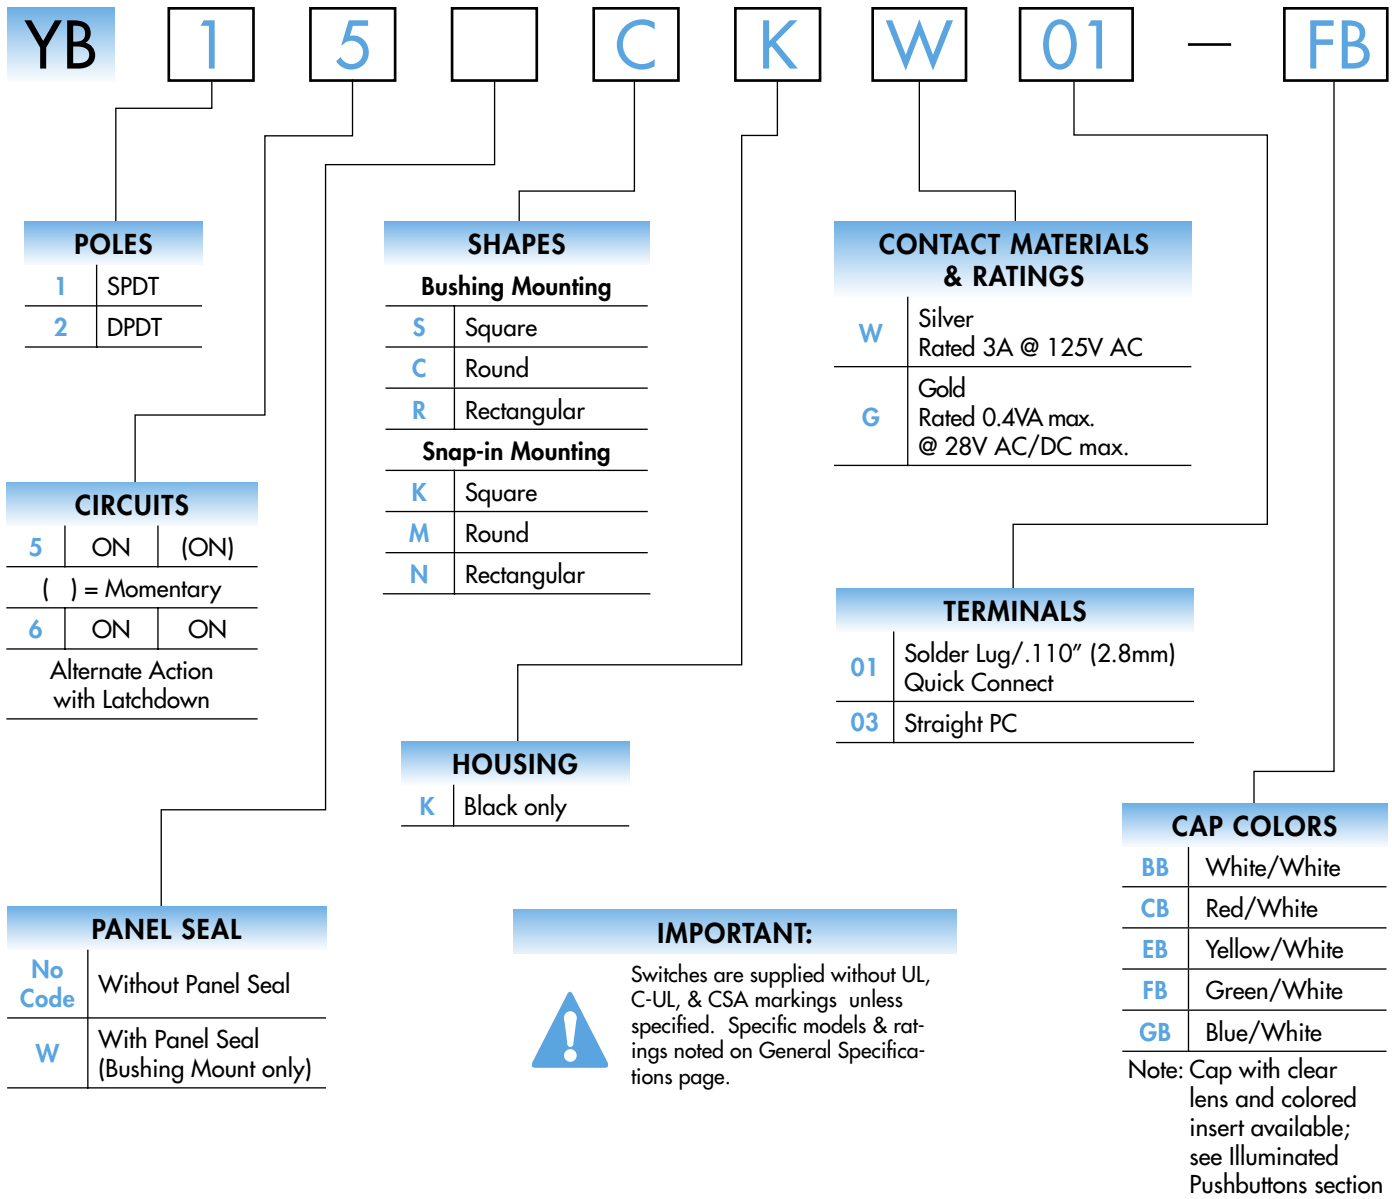 YB 1 5 C K W 01 — FB
POLES
1 SPDT
2 DPDT
CIRCUITS
5 ON (ON)
( ) = Momentary
6 ON ON
Alternate Action
with Latchdown
PANEL SEAL
No
Code
Without Panel Seal
W
With Panel Seal
(Bushing Mount only)
SHAPES
Bushing Mounting
S Square
C Round
R Rectangular
Snap-in Mounting
K Square
M Round
N Rectangular
HOUSING
K Black only
CONTACT MATERIALS
& RATINGS
W
Silver
Rated 3A @ 125V AC
G
Gold
Rated 0.4VA max.
@ 28V AC/DC max.
TERMINALS
01
Solder Lug/.110″ (2.8mm)
Quick Connect
03 Straight PC
CAP COLORS
BB White/White
CB Red/White
EB Yellow/White
FB Green/White
GB Blue/White
Note: Cap with clear
lens and colored
insert available;
see Illuminated
Pushbuttons section
IMPORTANT:
Switches are supplied without UL,
C-UL, & CSA markings unless
specified. Specific models & rat-
ings noted on General Specifica-
tions page.